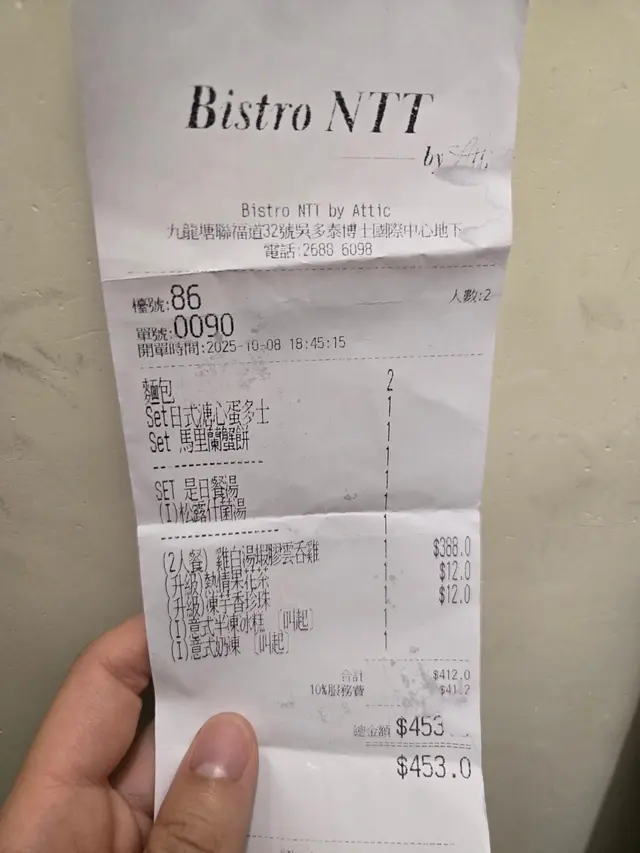 Bistro NTT
by
Bistro NTT by Attic
九龍塘聯福道32號吳多泰博士國際中心地下
電話:2688 6098
檯號:86 人數:2
單號:0090
開單時間:2025-10-08 18:45:15
麵包 2
Set日式溏心蛋多士 1
Set 馬里蘭蟹餅 1
SET 是日餐湯 1
(I)松露什菌湯 1
(2人餐) 雞白湯蝦膠雲吞雞 1 $388.0
(升級)熱情果化茶 1 $12.0
(升級)凍芋香珍珠 1 $12.0
(I)意式半凍冰糕 [叫起] 1
(I)意式奶凍 [叫起] 1
合計 $412.0
10%服務費 $41.2
總金額 $453
$453.0